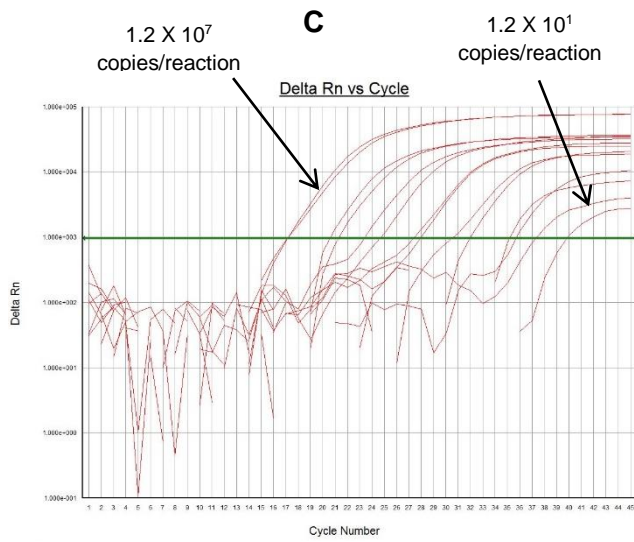 C
1.2 X 10⁷
copies/reaction
1.2 X 10¹
copies/reaction
Delta Rn vs Cycle
1.000e+005
1.000e+004
1.000e+003
1.000e+002
1.000e+001
1.000e+000
1.000e-001
Delta Rn
1 2 3 4 5 6 7 8 9 10 11 12 13 14 15 16 17 18 19 20 21 22 23 24 25 26 27 28 29 30 31 32 33 34 35 36 37 38 39 40 41 42 43 44 45
Cycle Number